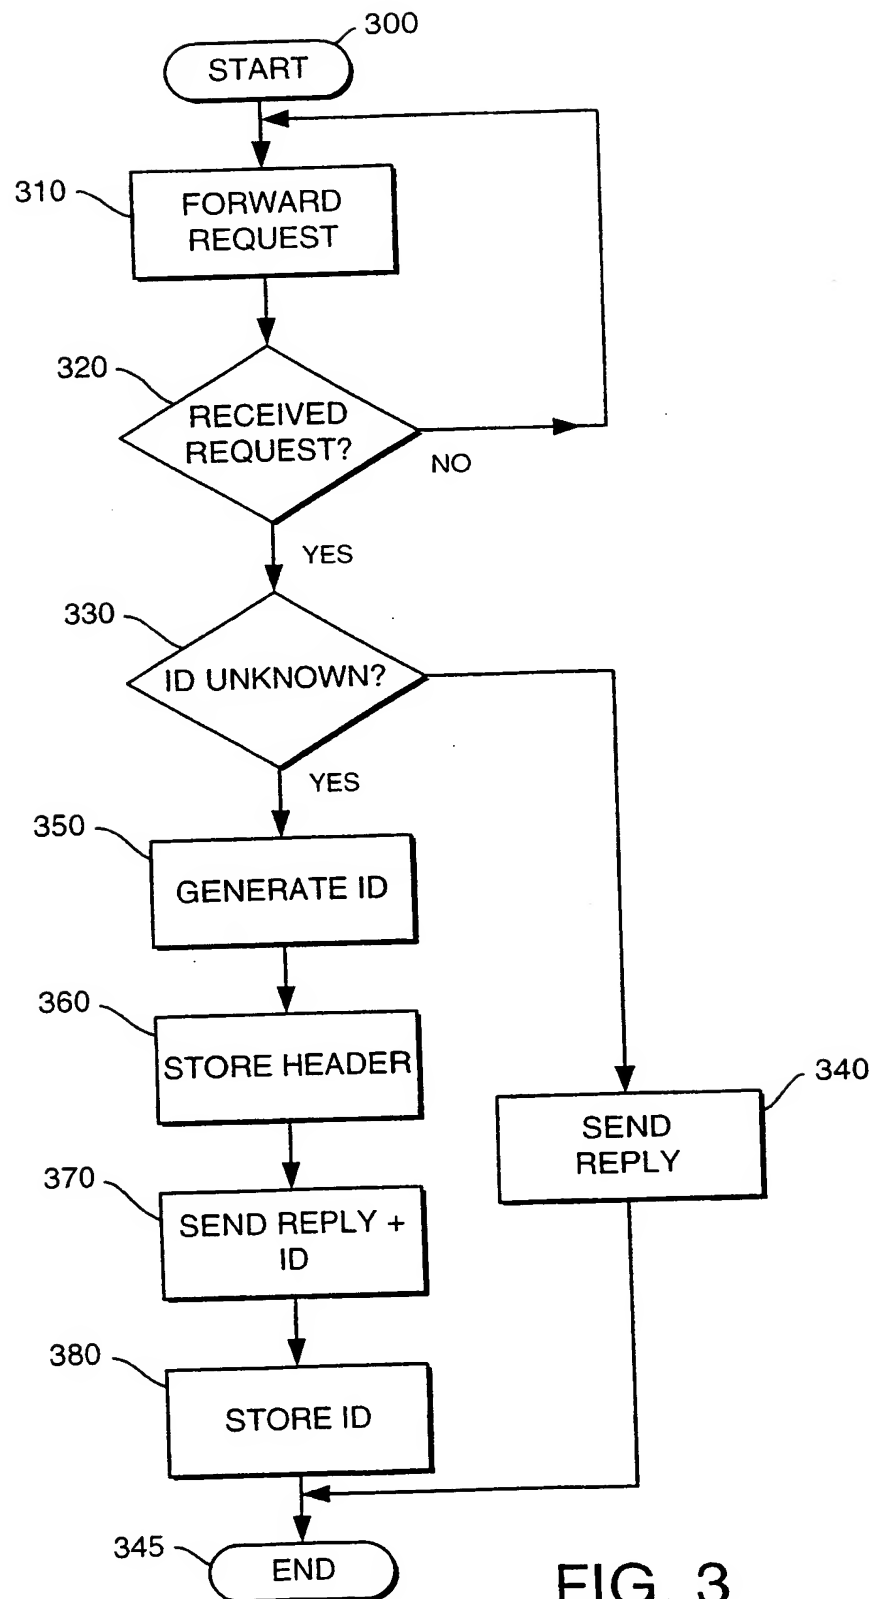 300
START
310
FORWARD
REQUEST
320
RECEIVED
REQUEST?
NO
YES
330
ID UNKNOWN?
YES
350
GENERATE ID
360
STORE HEADER
340
SEND
REPLY
370
SEND REPLY +
ID
380
STORE ID
345
END
FIG. 3